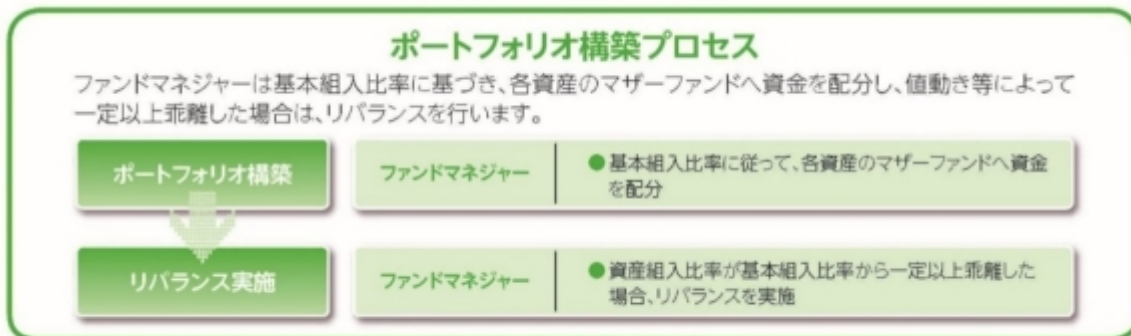 ポートフォリオ構築プロセス
ファンドマネジャーは基本組入比率に基づき、各資産のマザーファンドへ資金を配分し、値動き等によって
一定以上乖離した場合は、リバランスを行います。
ポートフォリオ構築
ファンドマネジャー
●基本組入比率に従って、各資産のマザーファンドへ資金
を配分
リバランス実施
ファンドマネジャー
●資産組入比率が基本組入比率から一定以上乖離した
場合、リバランスを実施